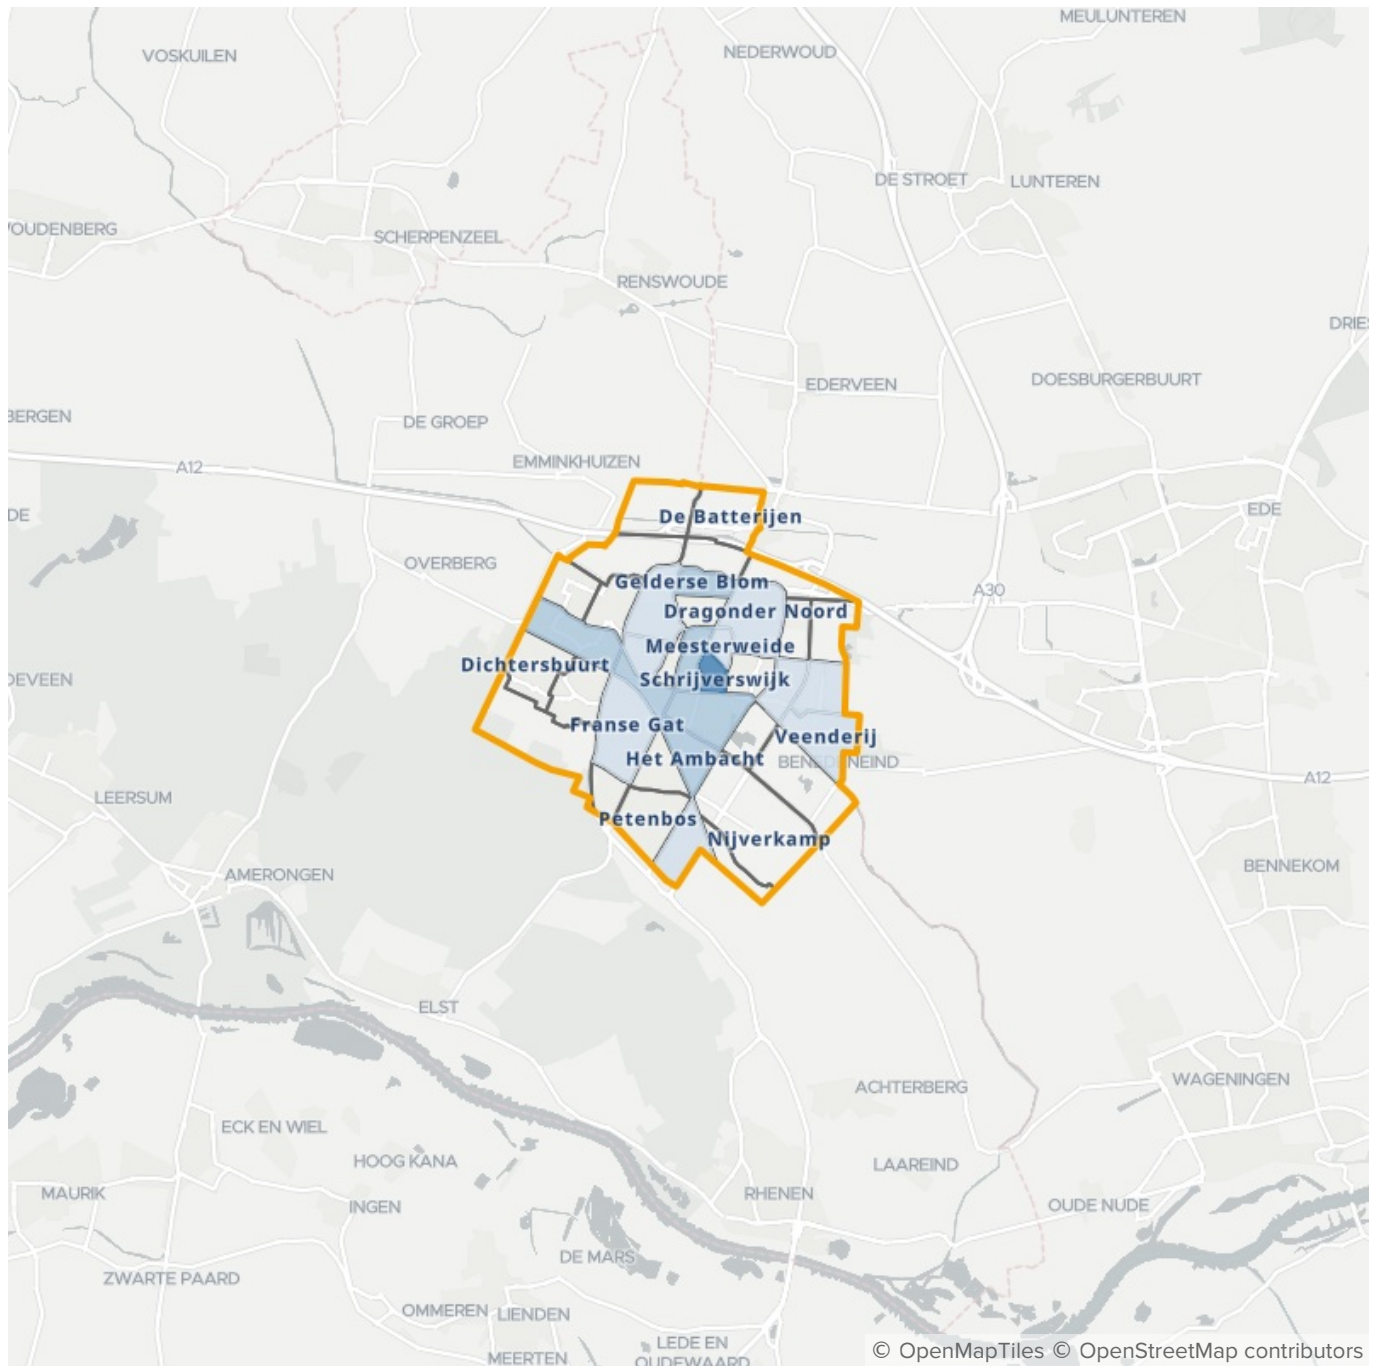 MEULUNTEREN
VOSKUILEN
NEDERWOUD
DE STROET
LUNTEREN
OUDENBERG
SCHERPENZEEL
RENSWOUDE
DRIE
EDERVEEN
DOESBURGERBUURT
BERGEN
DE GROEP
A12
EMMINKHUIZEN
DE
De Batterijen
EDE
OVERBERG
Gelderse Blom
A30
Dragonder Noord
Meesterweide
Dichtersbuurt
Schrijverswijk
DEVEEN
Franse Gat
Veenderij
Het Ambacht
BENEDENEIND
A12
LEERSUM
Petenbos
Nijverkamp
AMERONGEN
BENNEKOM
ELST
WAGENINGEN
ACHTERBERG
ECK EN WIEL
HOOG KANA
LAAREIND
MAURIK
RHENEN
INGEN
OUDE NUDE
DE MARS
ZWARTE PAARD
OMMEREN
LIENDEN
LEDE EN
OUDEWAARD
MEERTEN
© OpenMapTiles © OpenStreetMap contributors